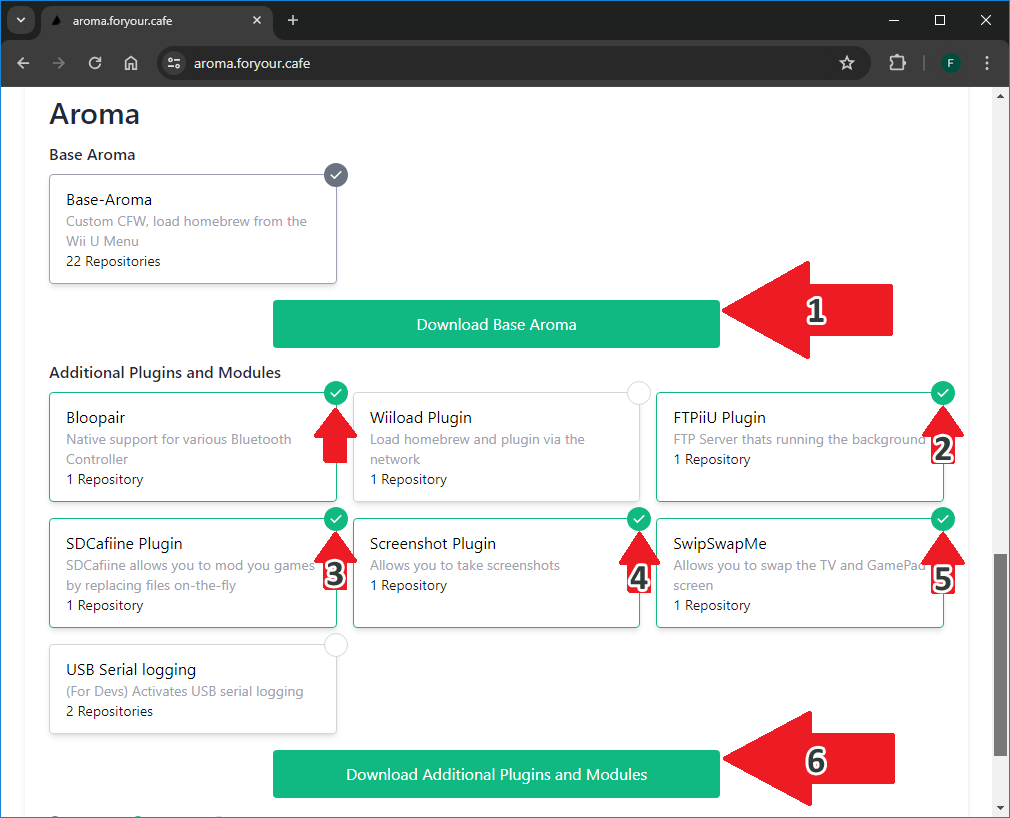 aroma.foryour.cafe
aroma.foryour.cafe
F
Aroma
Base Aroma
Base-Aroma
Custom CFW, load homebrew from the
Wii U Menu
22 Repositories
Download Base Aroma
1
Additional Plugins and Modules
Bloopair
Native support for various Bluetooth
Controller
1 Repository
Wiiload Plugin
Load homebrew and plugin via the
network
1 Repository
FTPiiU Plugin
FTP Server thats running the background
1 Repository
2
SDCafiine Plugin
SDCafiine allows you to mod you games
by replacing files on-the-fly
1 Repository
3
Screenshot Plugin
Allows you to take screenshots
1 Repository
4
SwipSwapMe
Allows you to swap the TV and GamePad
screen
1 Repository
5
USB Serial logging
(For Devs) Activates USB serial logging
2 Repositories
Download Additional Plugins and Modules
6